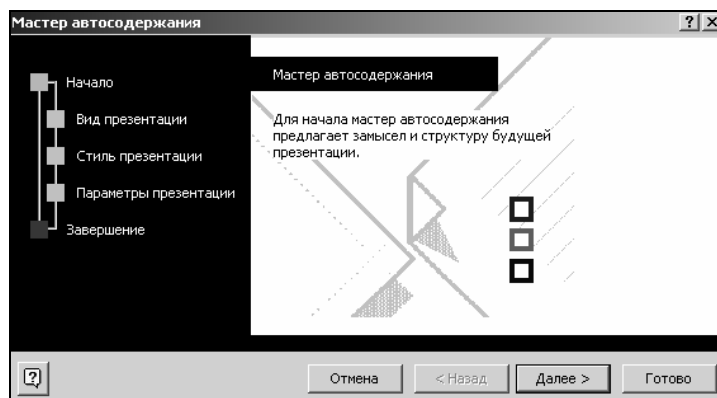 Мастер автосодержания
Начало
Вид презентации
Стиль презентации
Параметры презентации
Завершение
Мастер автосодержания
Для начала мастер автосодержания
предлагает замысел и структуру будущей
презентации.
Отмена
< Назад
Далее >
Готово